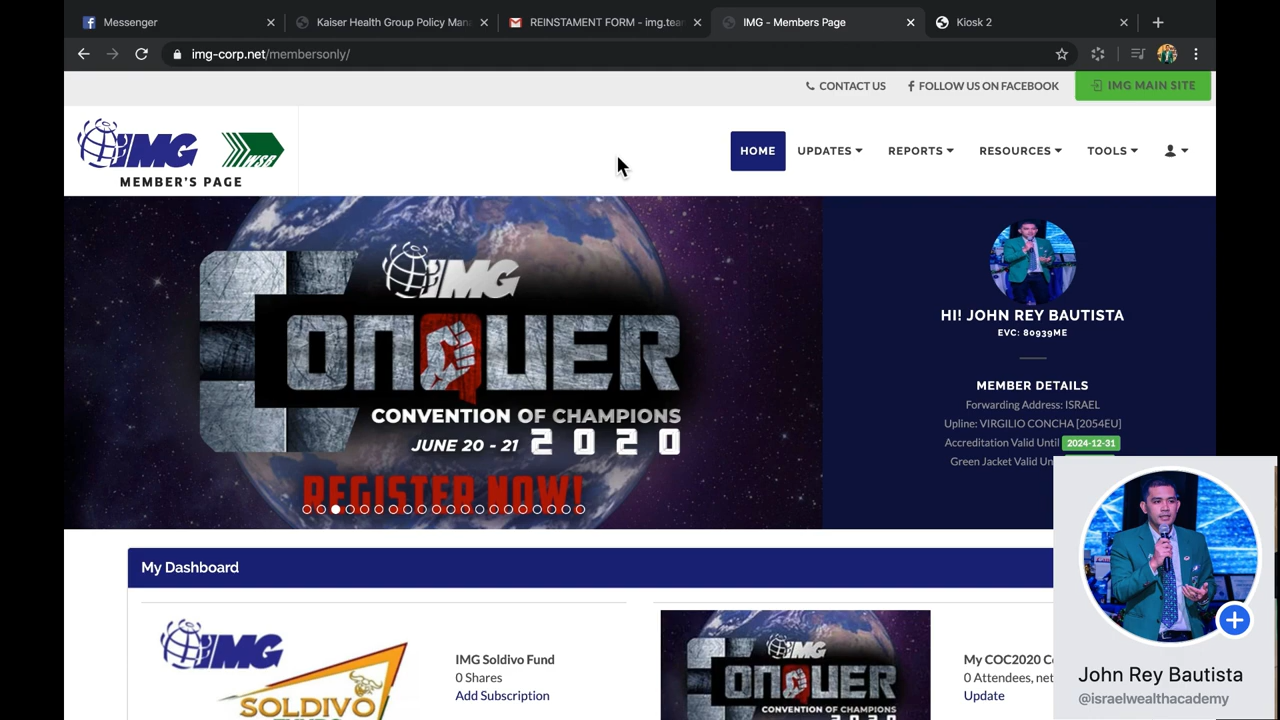 Messenger
Kaiser Health Group Policy Man
REINSTAMENT FORM - img.tea
IMG - Members Page
Kiosk 2
img-corp.net/membersonly/
CONTACT US
FOLLOW US ON FACEBOOK
IMG MAIN SITE
IMG
WSB
MEMBER'S PAGE
HOME
UPDATES
REPORTS
RESOURCES
TOOLS
IMG
CONQUER
CONVENTION OF CHAMPIONS
JUNE 20 - 21 2020
REGISTER NOW!
HI! JOHN REY BAUTISTA
EVC: 80939ME
MEMBER DETAILS
Forwarding Address: ISRAEL
Upline: VIRGILIO CONCHA [2054EU]
Accreditation Valid Until 2024-12-31
Green Jacket Valid Un
My Dashboard
IMG
SOLDIVO
IMG Soldivo Fund
0 Shares
Add Subscription
IMG
CONQUER
CONVENTION OF CHAMPIONS
2020
My COC2020 C
0 Attendees, net
Update
John Rey Bautista
@israelwealthacademy